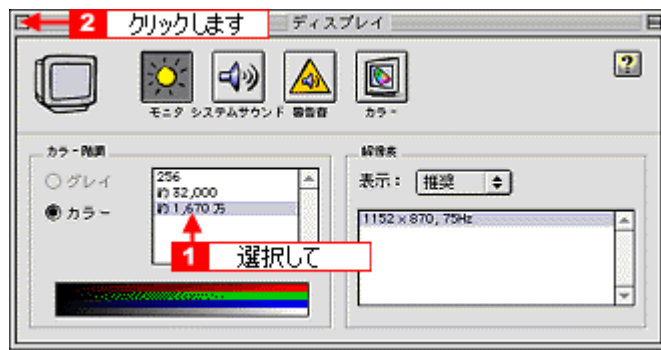 2 クリックします ディスプレイ
?
モニタ システムサウンド 警告音 カラー
カラー階調
グレイ
カラー
256
約 32,000
約 1,670 万
1 選択して
解像度
表示： 推奨
1152 x 870, 75Hz